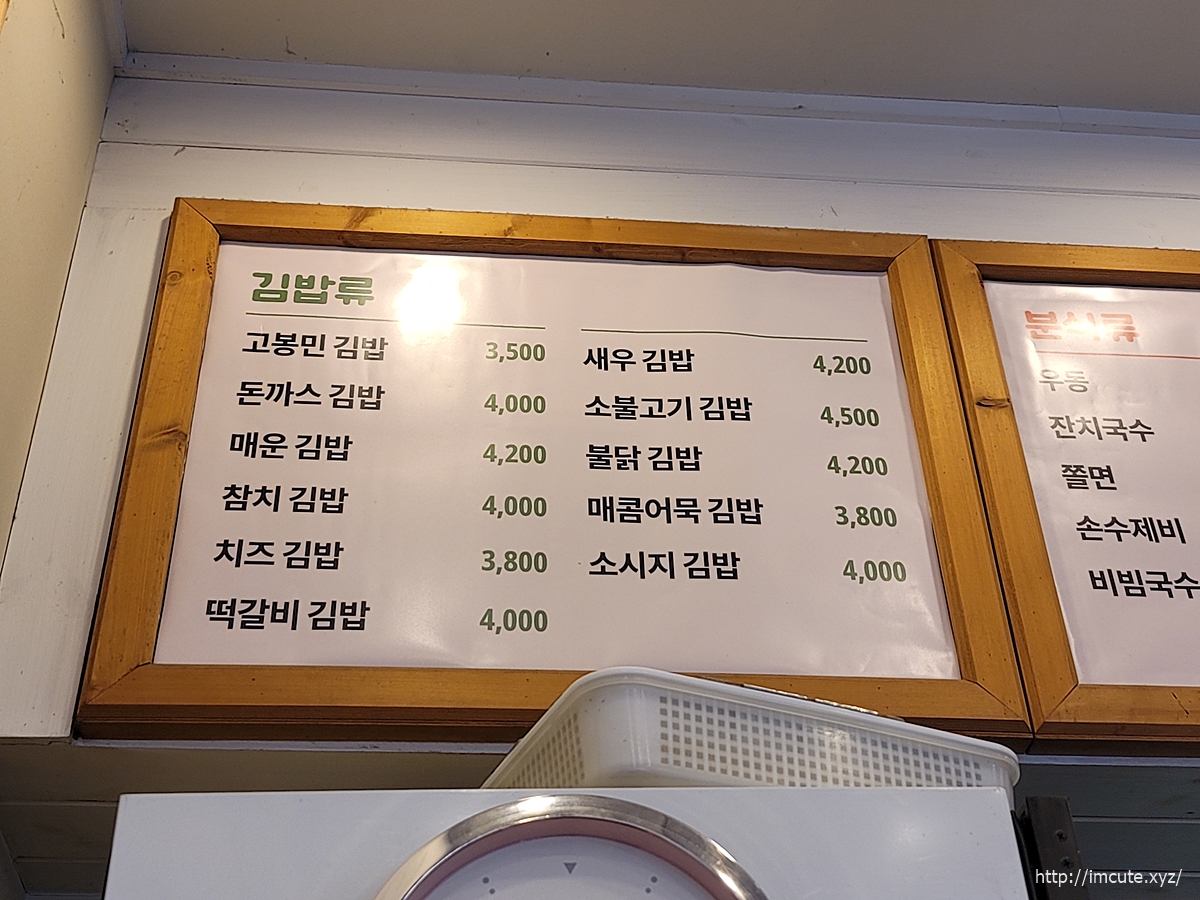 김밥류
고봉민 김밥 3,500
돈까스 김밥 4,000
매운 김밥 4,200
참치 김밥 4,000
치즈 김밥 3,800
떡갈비 김밥 4,000
새우 김밥 4,200
소불고기 김밥 4,500
불닭 김밥 4,200
매콤어묵 김밥 3,800
소시지 김밥 4,000
분식류
우동
잔치국수
쫄면
손수제비
비빔국수
http://imcute.xyz/